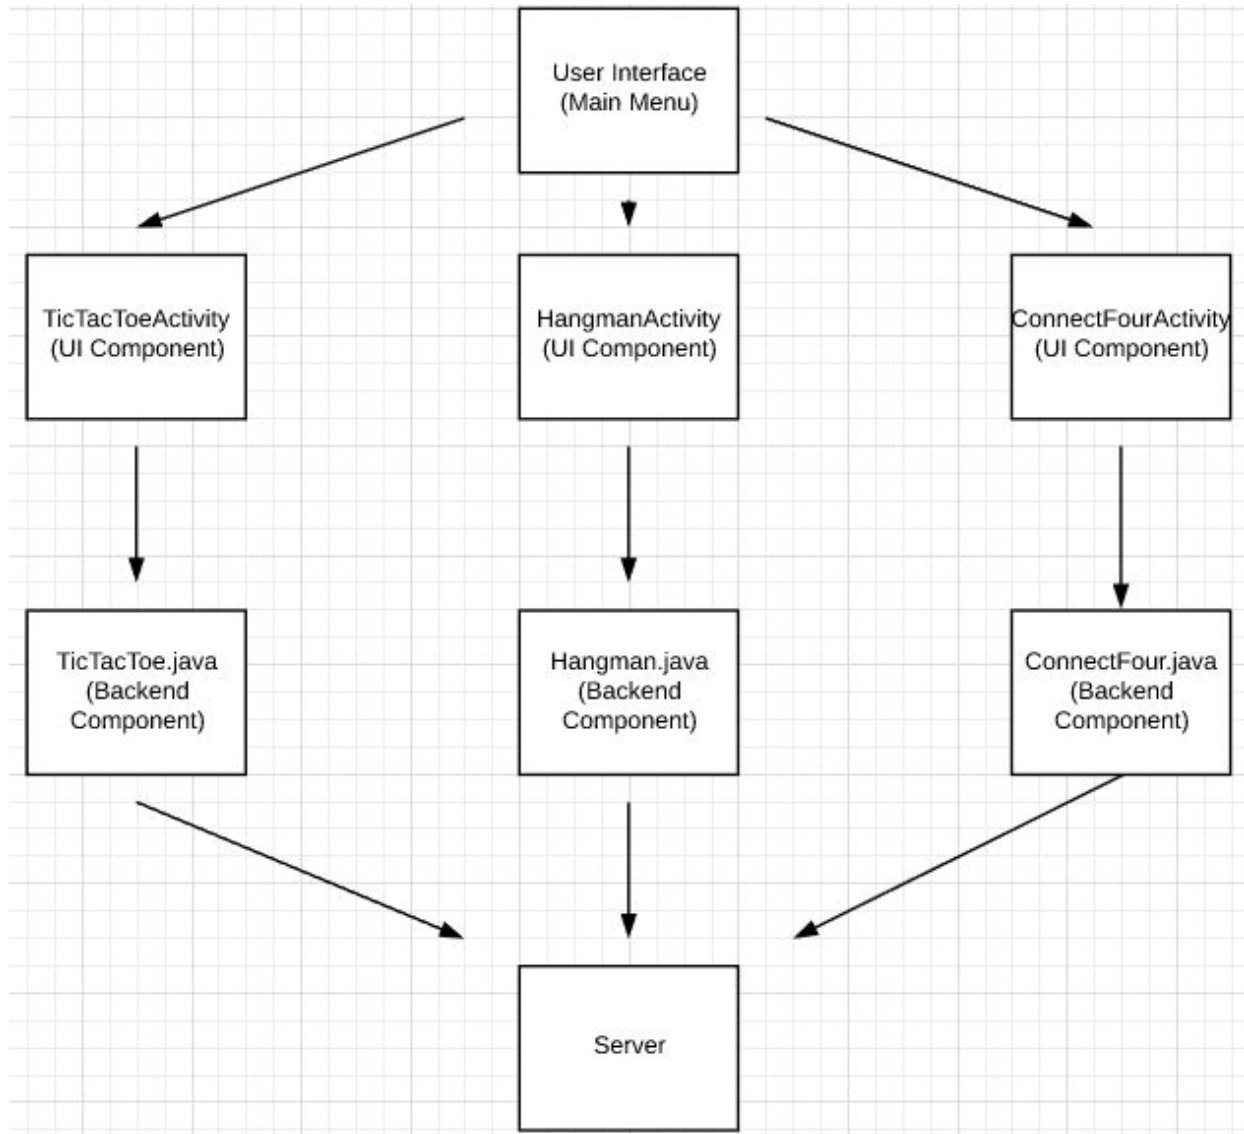 User Interface
(Main Menu)
TicTacToeActivity
(UI Component)
HangmanActivity
(UI Component)
ConnectFourActivity
(UI Component)
TicTacToe.java
(Backend
Component)
Hangman.java
(Backend
Component)
ConnectFour.java
(Backend
Component)
Server